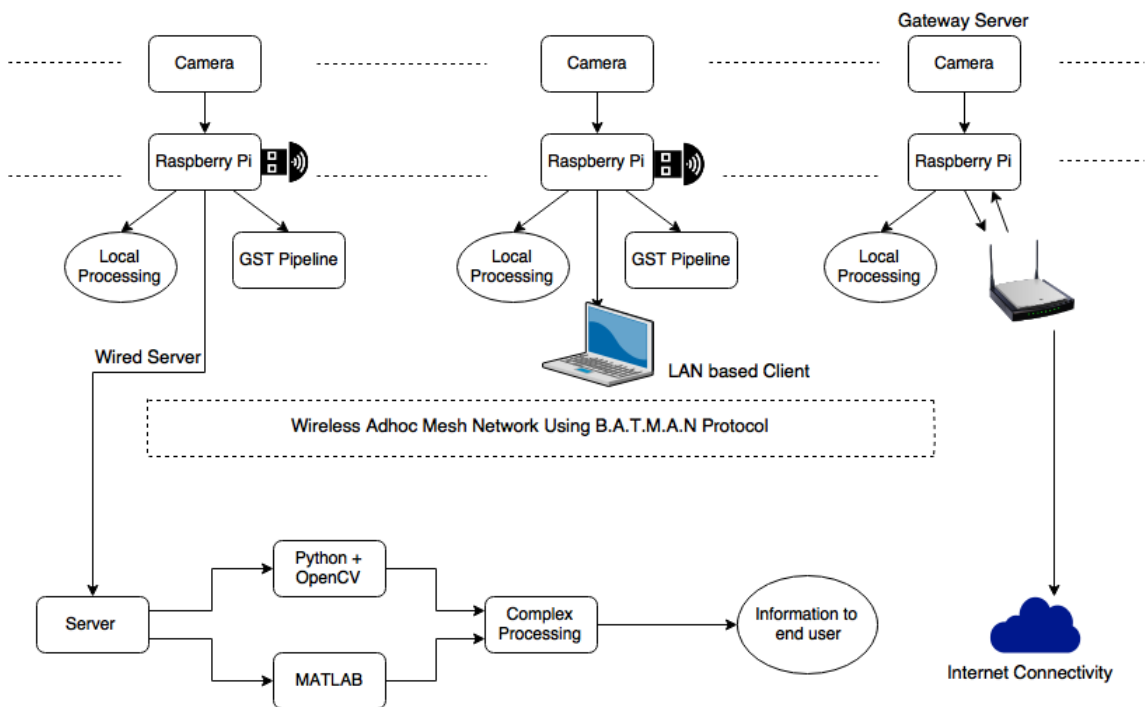 Gateway Server
Camera
Camera
Camera
Raspberry Pi
Raspberry Pi
Raspberry Pi
Local
Processing
GST Pipeline
Local
Processing
GST Pipeline
Local
Processing
Wired Server
LAN based Client
Wireless Adhoc Mesh Network Using B.A.T.M.A.N Protocol
Python +
OpenCV
Server
Complex
Processing
Information to
end user
MATLAB
Internet Connectivity